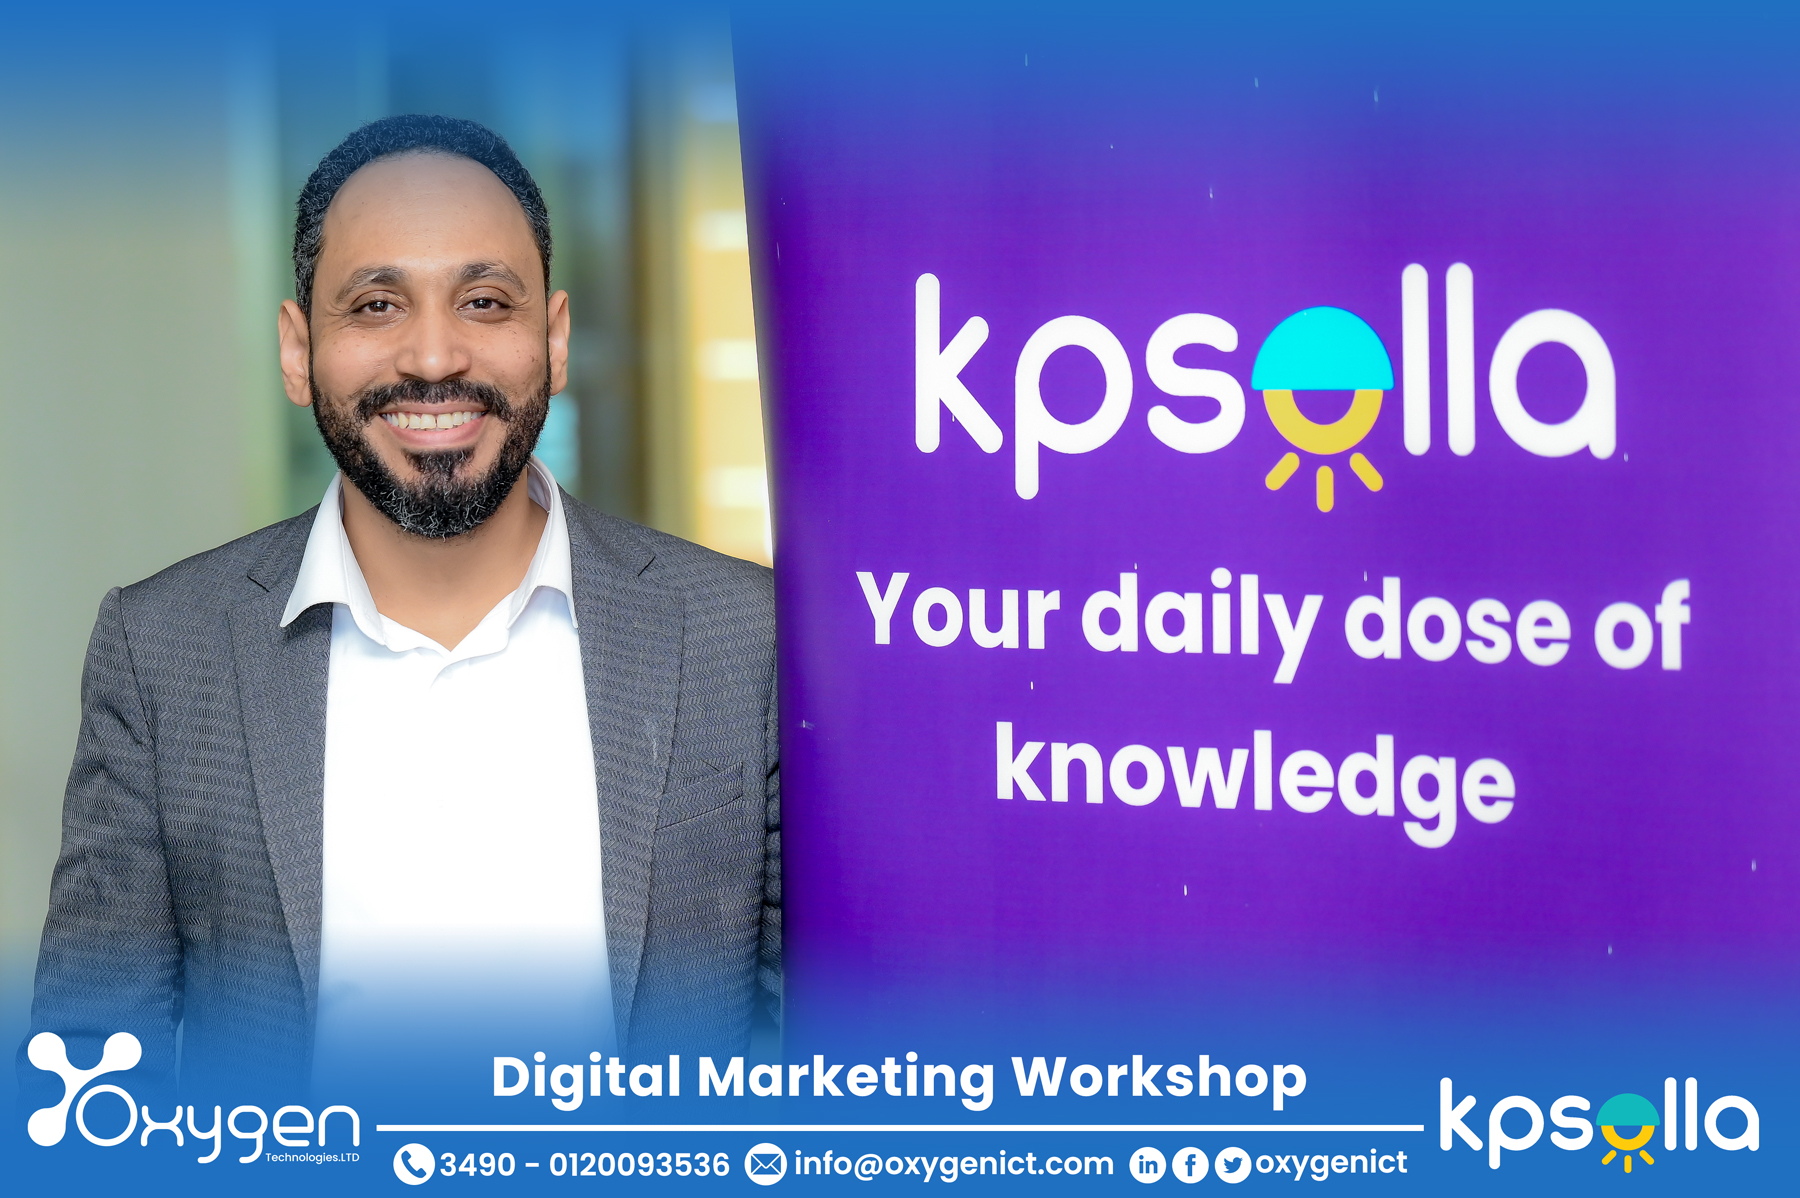 kpsolla
Your daily dose of
knowledge
Oxygen
Technologies.LTD
Digital Marketing Workshop
3490 - 0120093536 info@oxygenict.com in f oxygenict
kpsolla